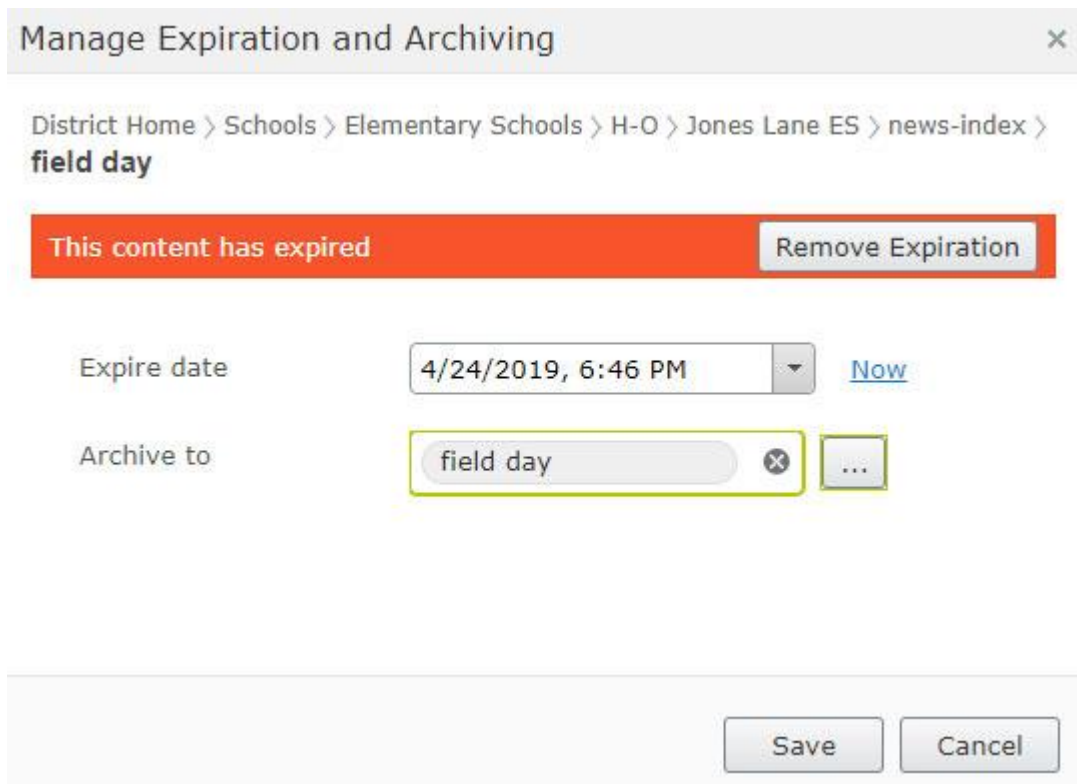 Manage Expiration and Archiving ×
District Home > Schools > Elementary Schools > H-O > Jones Lane ES > news-index >
field day
This content has expired Remove Expiration
Expire date 4/24/2019, 6:46 PM Now
Archive to field day ...
Save Cancel